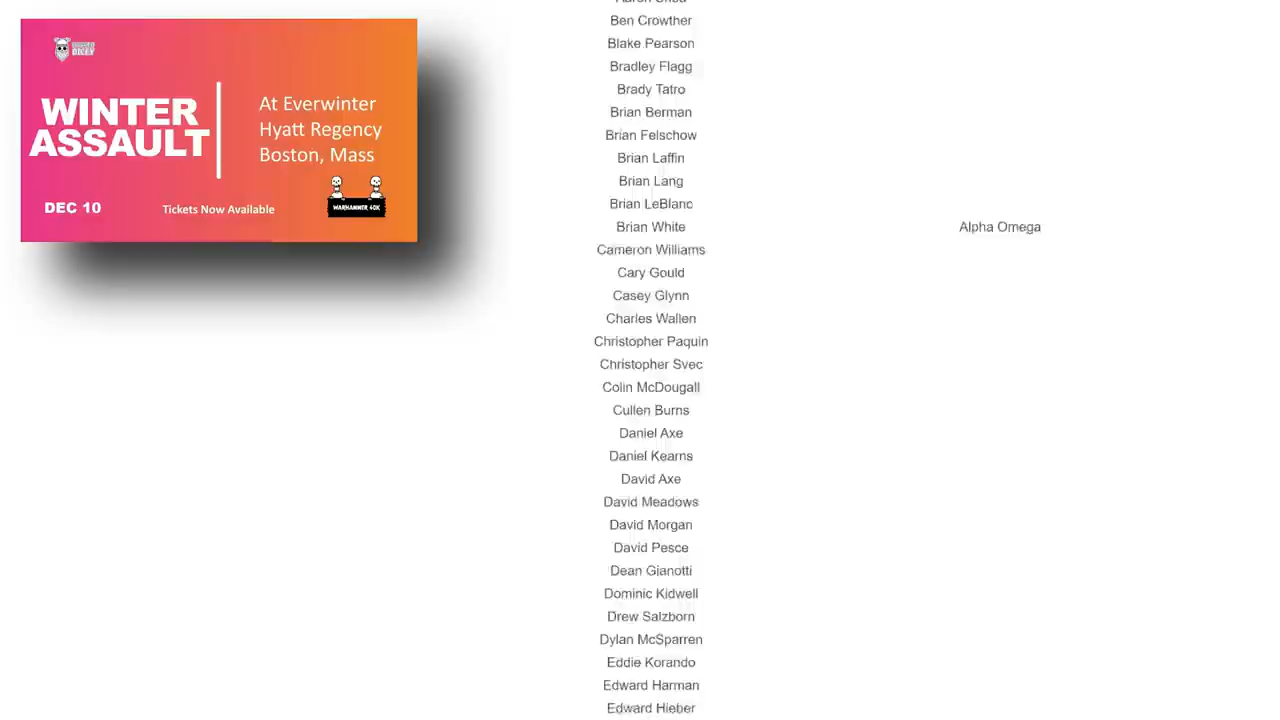 WINTER
ASSAULT
At Everwinter
Hyatt Regency
Boston, Mass
DEC 10
Tickets Now Available
WARHAMMER 40K
Ben Crowther
Blake Pearson
Bradley Flagg
Brady Tatro
Brian Berman
Brian Felschow
Brian Laffin
Brian Lang
Brian LeBlanc
Brian White
Alpha Omega
Cameron Williams
Cary Gould
Casey Glynn
Charles Wallen
Christopher Paquin
Christopher Svec
Colin McDougall
Cullen Burns
Daniel Axe
Daniel Kearns
David Axe
David Meadows
David Morgan
David Pesce
Dean Gianotti
Dominic Kidwell
Drew Salzborn
Dylan McSparren
Eddie Korando
Edward Harman
Edward Hieber